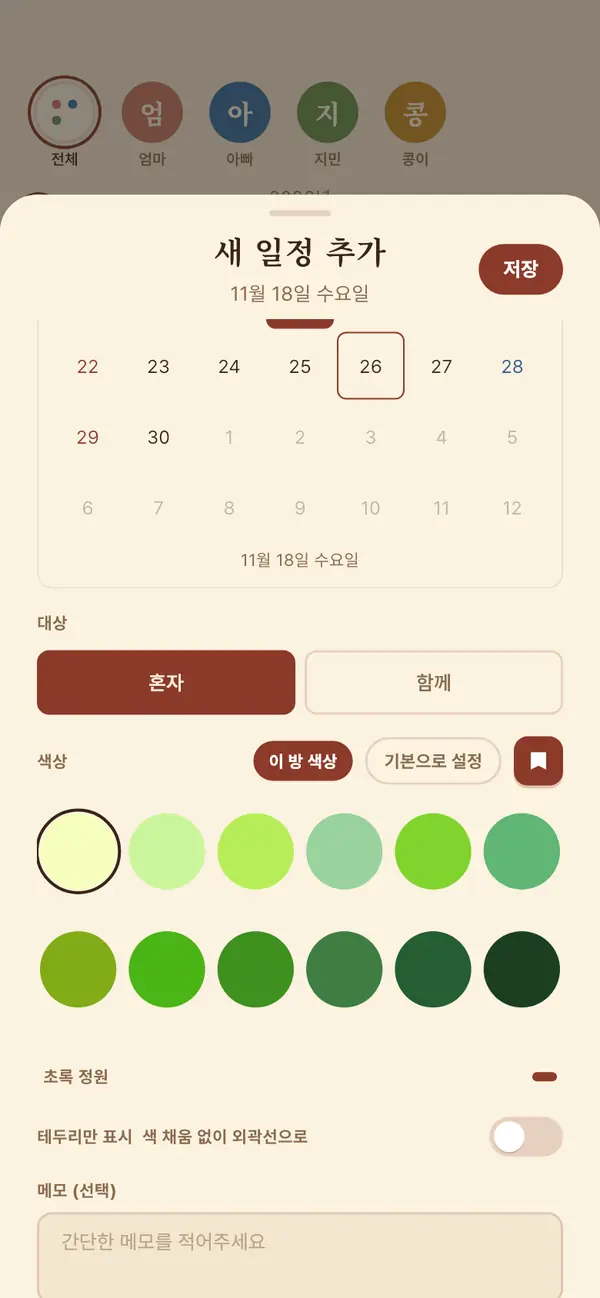 엄 아 지 콩
전체 엄마 아빠 지민 콩이
새 일정 추가
저장
11월 18일 수요일
22 23 24 25 26 27 28
29 30 1 2 3 4 5
6 7 8 9 10 11 12
11월 18일 수요일
대상
혼자 함께
색상 이 방 색상 기본으로 설정
초록 정원
테두리만 표시 색 채움 없이 외곽선으로
메모 (선택)
간단한 메모를 적어주세요